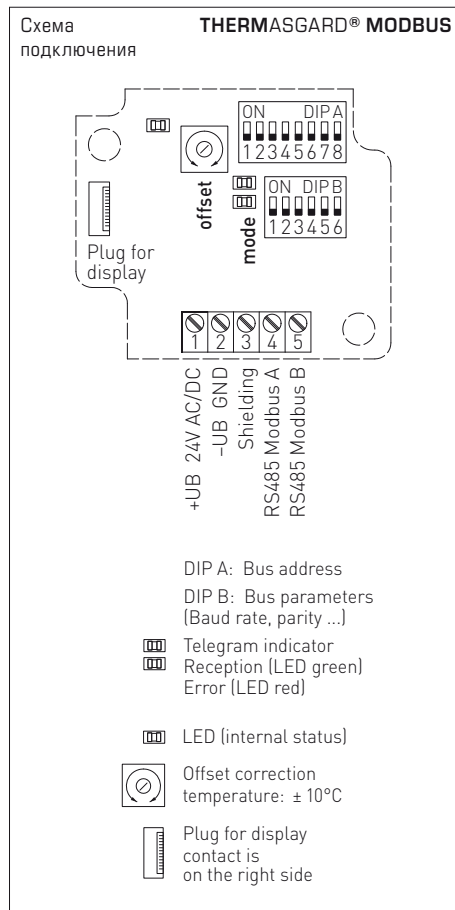 Схема
подключения
THERMASGARD® MODBUS
ON DIP A
1 2 3 4 5 6 7 8
offset
ON DIP B
mode
1 2 3 4 5 6
Plug for
display
1 2 3 4 5
+UB 24V AC/DC
–UB GND
Shielding
RS485 Modbus A
RS485 Modbus B
DIP A: Bus address
DIP B: Bus parameters
(Baud rate, parity ...)
Telegram indicator
Reception (LED green)
Error (LED red)
LED (internal status)
Offset correction
temperature: ± 10°C
Plug for display
contact is
on the right side